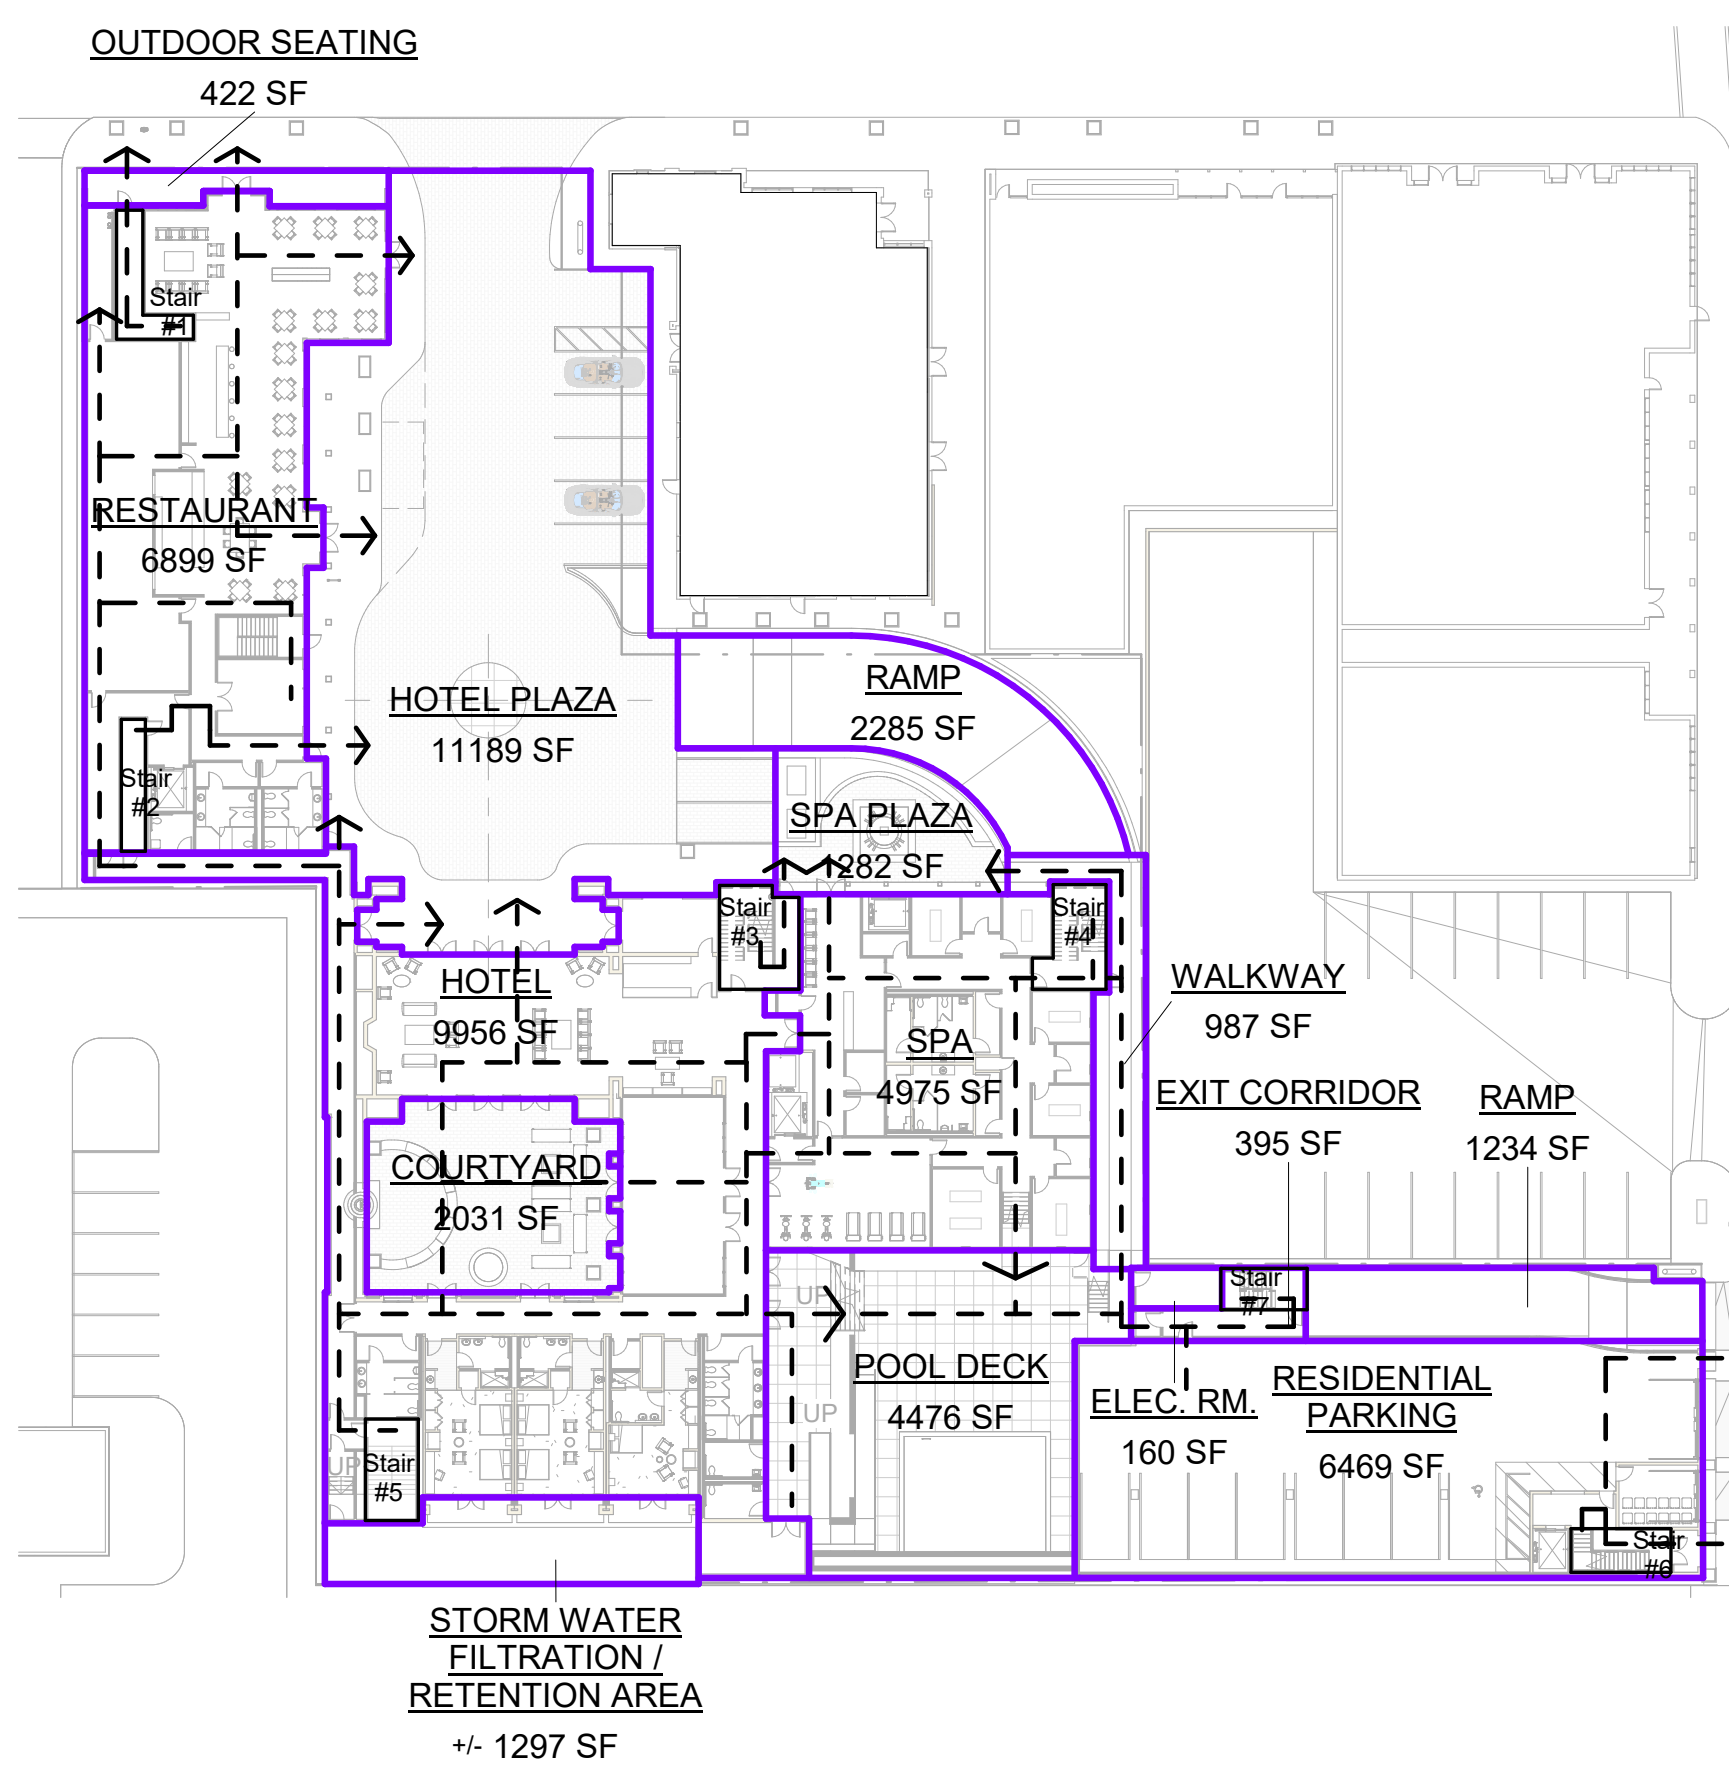 OUTDOOR SEATING
422 SF
Stair
#1
RESTAURANT
6899 SF
Stair
#2
HOTEL PLAZA
11189 SF
RAMP
2285 SF
SPA PLAZA
1282 SF
Stair
#3
Stair
#4
HOTEL
9956 SF
SPA
4975 SF
WALKWAY
987 SF
EXIT CORRIDOR
395 SF
RAMP
1234 SF
COURTYARD
2031 SF
UP
Stair
#7
POOL DECK
4476 SF
UP
ELEC. RM.
160 SF
RESIDENTIAL
PARKING
6469 SF
UP
Stair
#5
Stair
#6
STORM WATER
FILTRATION /
RETENTION AREA
+/- 1297 SF